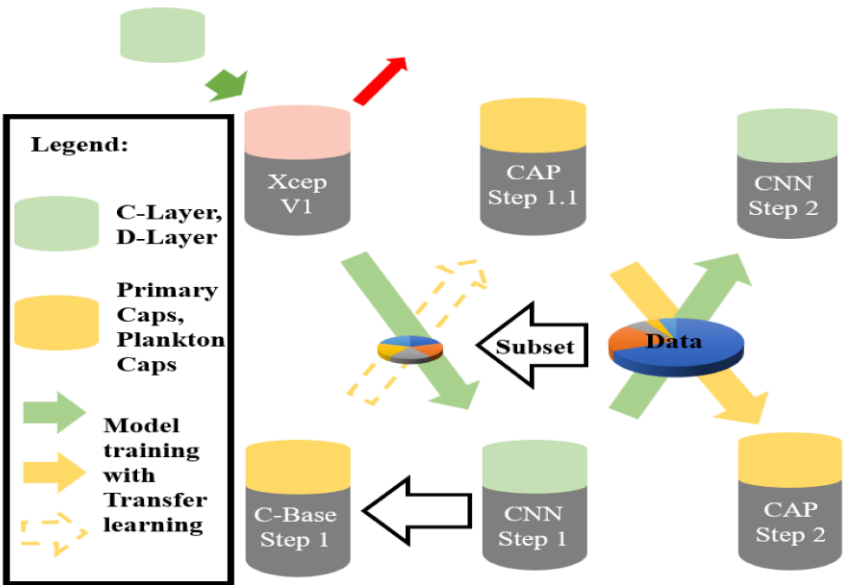 Legend:
C-Layer,
D-Layer
Primary
Caps,
Plankton
Caps
Model
training
with
Transfer
learning
Xcep
V1
CAP
Step 1.1
CNN
Step 2
Subset
Data
C-Base
Step 1
CNN
Step 1
CAP
Step 2